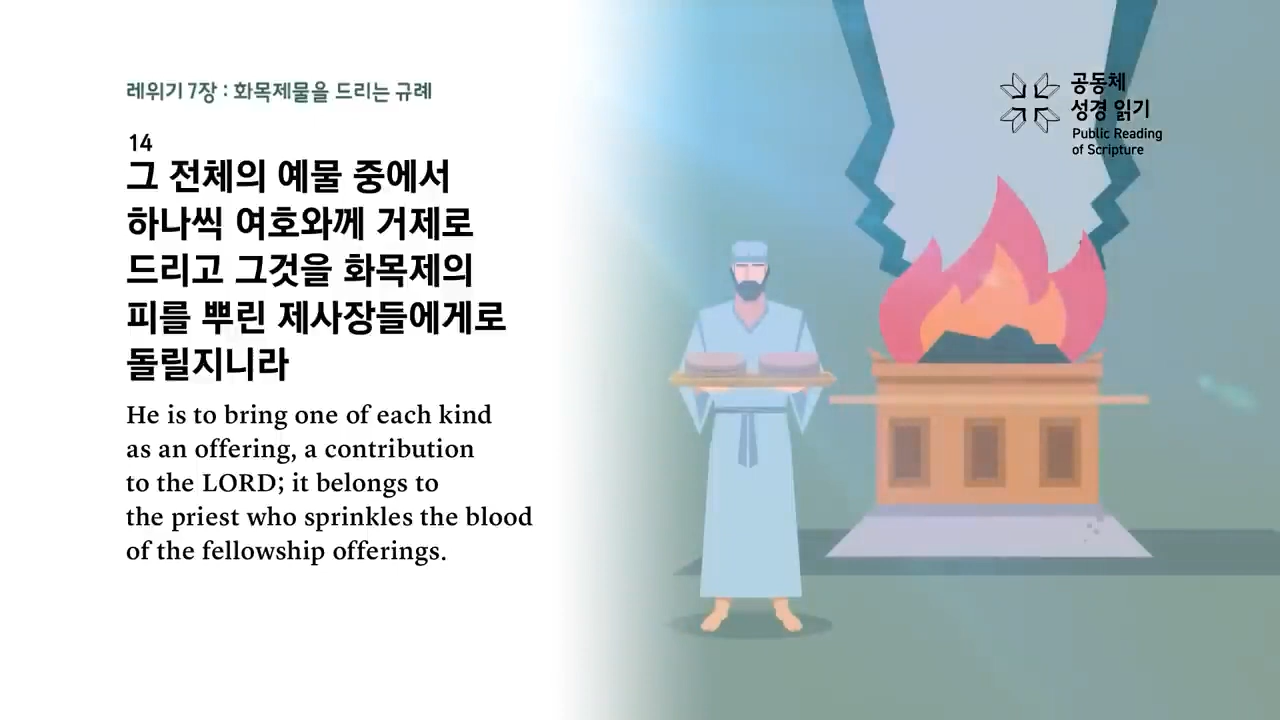 레위기 7장 : 화목제물을 드리는 규례
14
그 전체의 예물 중에서
하나씩 여호와께 거제로
드리고 그것을 화목제의
피를 뿌린 제사장들에게로
돌릴지니라
He is to bring one of each kind
as an offering, a contribution
to the LORD; it belongs to
the priest who sprinkles the blood
of the fellowship offerings.
공동체
성경 읽기
Public Reading
of Scripture